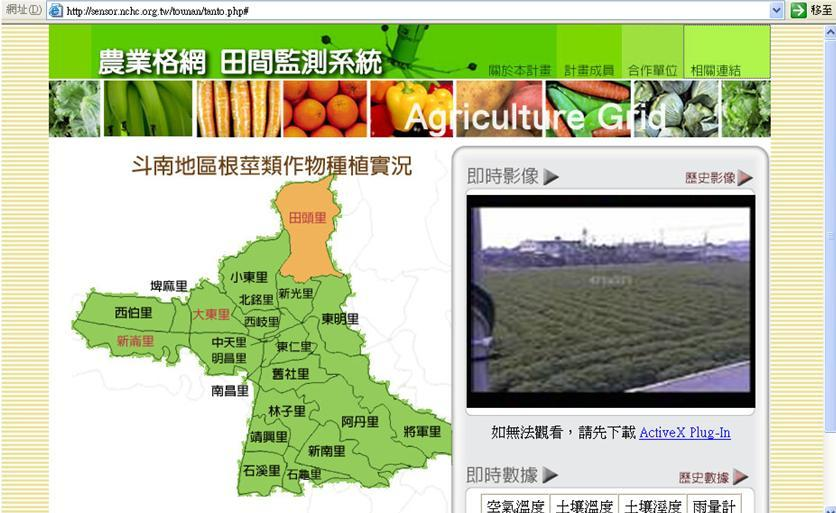 網址(D) http://sensor.nchc.org.tw/tounan/tanto.php# 移至
農業格網 田間監測系統
關於本計畫 計畫成員 合作單位 相關連結
Agriculture Grid
斗南地區根莖類作物種植實況
田頭里
小東里
埤麻里
北銘里 新光里
西伯里 大東里 西岐里 東明里
新崙里 中天里 東仁里
明昌里
舊社里
南昌里
林子里
阿丹里
靖興里 將軍里
新南里
石溪里 石龜里
即時影像 歷史影像
如無法觀看，請先下載 ActiveX Plug-In
即時數據 歷史數據
空氣溫度 土壤溫度 土壤溼度 雨量計